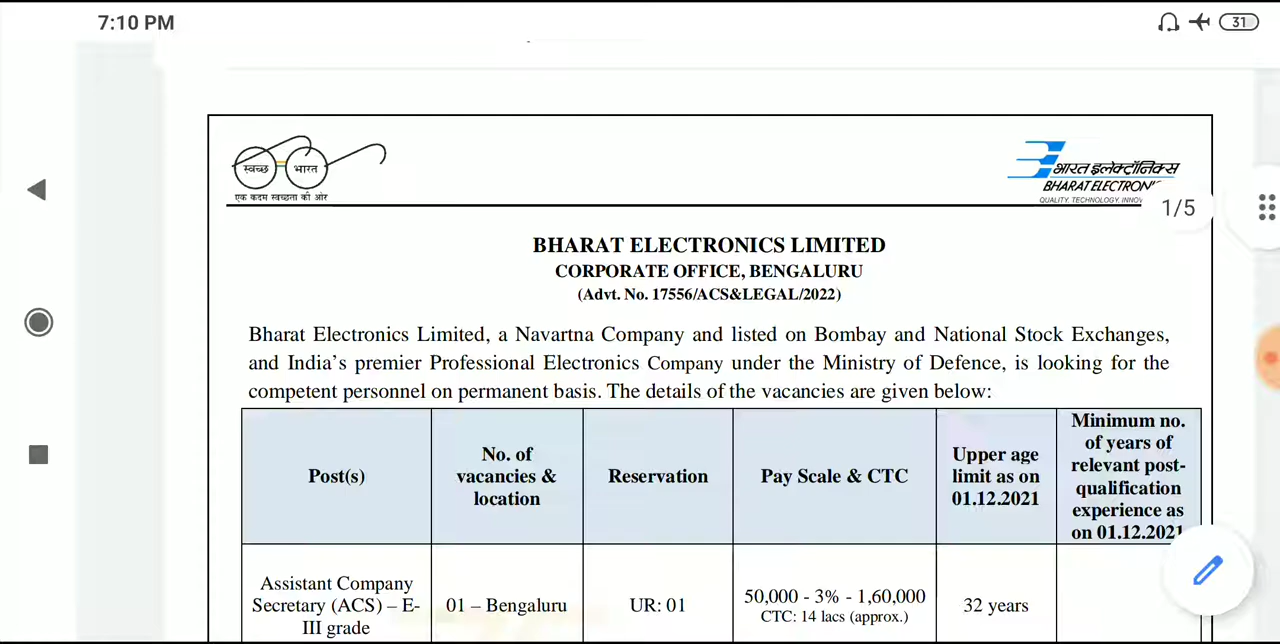 7:10 PM
31
स्वच्छ भारत
एक कदम स्वच्छता की ओर
भारत इलेक्ट्रॉनिक्स
BHARAT ELECTRON
QUALITY. TECHNOLOGY. INNOV
1/5
BHARAT ELECTRONICS LIMITED
CORPORATE OFFICE, BENGALURU
(Advt. No. 17556/ACS&LEGAL/2022)
Bharat Electronics Limited, a Navartna Company and listed on Bombay and National Stock Exchanges,
and India's premier Professional Electronics Company under the Ministry of Defence, is looking for the
competent personnel on permanent basis. The details of the vacancies are given below:
Post(s)
No. of
vacancies &
location
Reservation
Pay Scale & CTC
Upper age
limit as on
01.12.2021
Minimum no.
of years of
relevant post-
qualification
experience as
on 01.12.2021
Assistant Company
Secretary (ACS) – E-
III grade
01 – Bengaluru
UR: 01
50,000 - 3% - 1,60,000
CTC: 14 lacs (approx.)
32 years